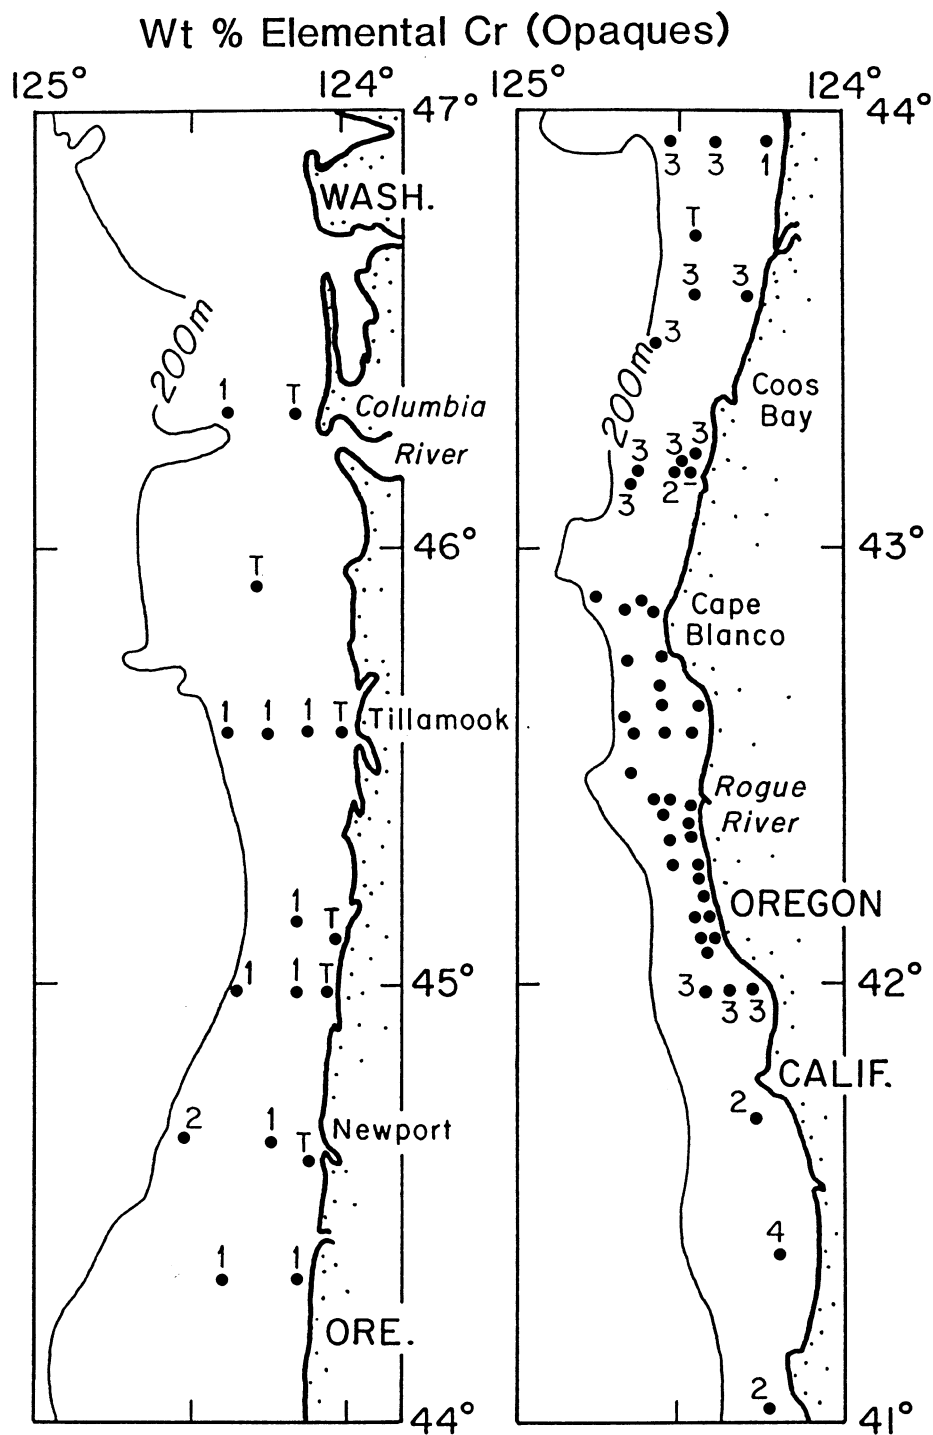 Wt % Elemental Cr (Opaques)
125° 124°
47°
WASH.
200m
1 T
Columbia
River
46°
T
1 1 1 T
Tillamook
1 T
1 1 T
45°
2 1 T
Newport
1 1
ORE.
44°
125° 124°
44°
3 3 1
T
3 3
3
200m
Coos
Bay
3 3 3
3 2-
43°
Cape
Blanco
Rogue
River
OREGON
42°
3 3 3
CALIF.
2
4
2
41°